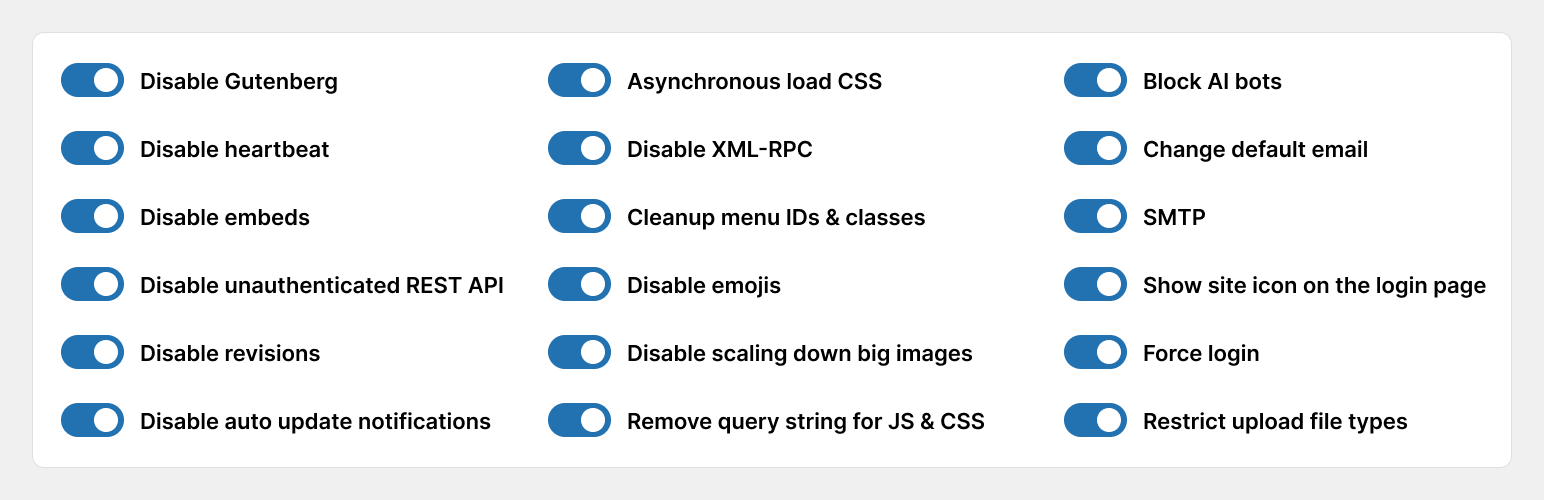 Disable Gutenberg
Disable heartbeat
Disable embeds
Disable unauthenticated REST API
Disable revisions
Disable auto update notifications
Asynchronous load CSS
Disable XML-RPC
Cleanup menu IDs & classes
Disable emojis
Disable scaling down big images
Remove query string for JS & CSS
Block AI bots
Change default email
SMTP
Show site icon on the login page
Force login
Restrict upload file types